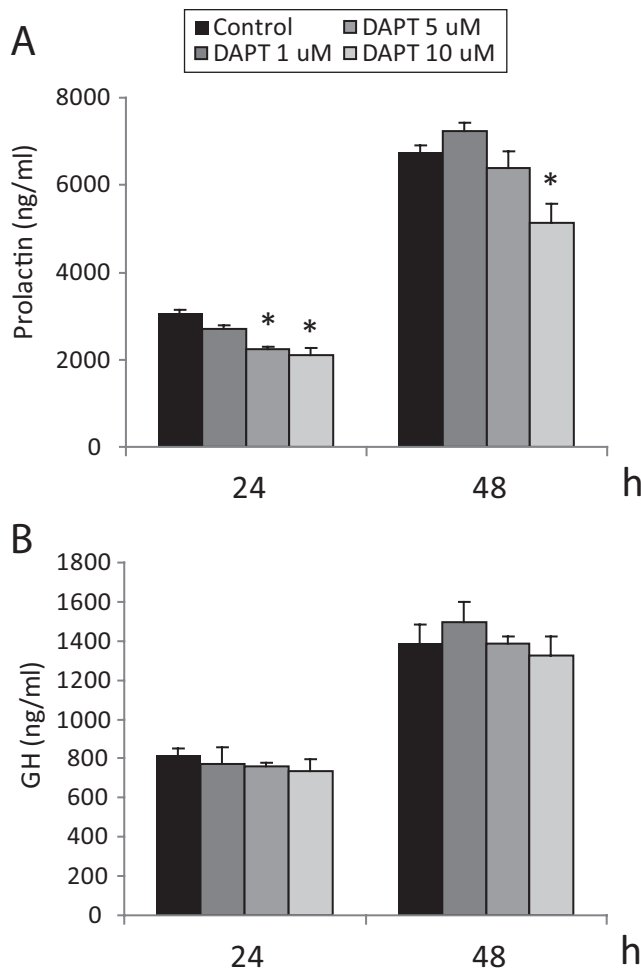 A
Control DAPT 5 uM
DAPT 1 uM DAPT 10 uM
8000
6000
4000
2000
0
Prolactin (ng/ml)
*
*
*
24 48 h
B
1800
1600
1400
1200
1000
800
600
400
200
0
GH (ng/ml)
24 48 h